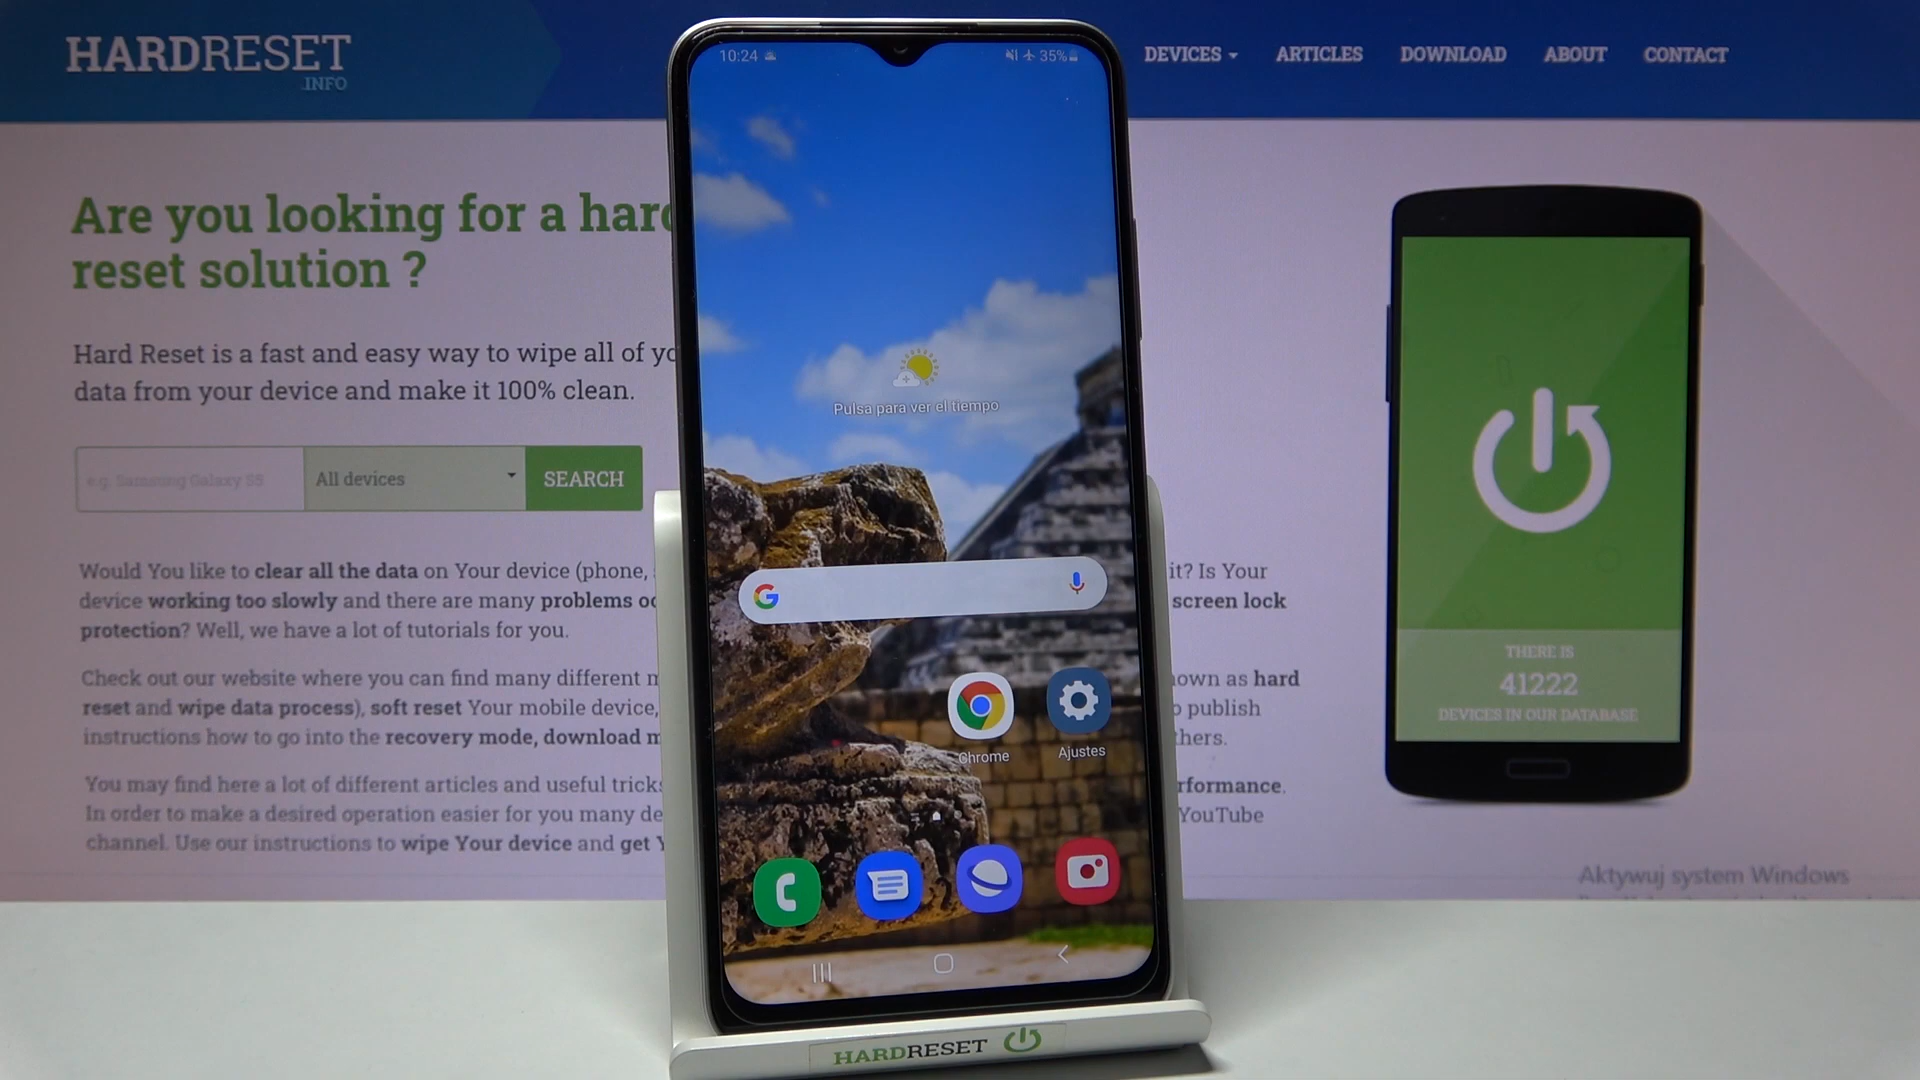 HARDRESET
.INFO
DEVICES
ARTICLES
DOWNLOAD
ABOUT
CONTACT
Are you looking for a hard
reset solution ?
Hard Reset is a fast and easy way to wipe all of
data from your device and make it 100% clean.
e.g. Samsung Galaxy S5
All devices
SEARCH
Would You like to clear all the data on Your device (phone,
device working too slowly and there are many problems
protection? Well, we have a lot of tutorials for you.
Check out our website where you can find many different
reset and wipe data process), soft reset Your mobile device,
instructions how to go into the recovery mode, download
You may find here a lot of different articles and useful trick
In order to make a desired operation easier for you many
channel. Use our instructions to wipe Your device and get
it? Is Your
screen lock
own as hard
publish
hers.
rformance.
YouTube
10:24
35%
Pulsa para ver el tiempo
G
Chrome
Ajustes
THERE IS
41222
DEVICES IN OUR DATABASE
Aktywuj system Windows
HARDRESET